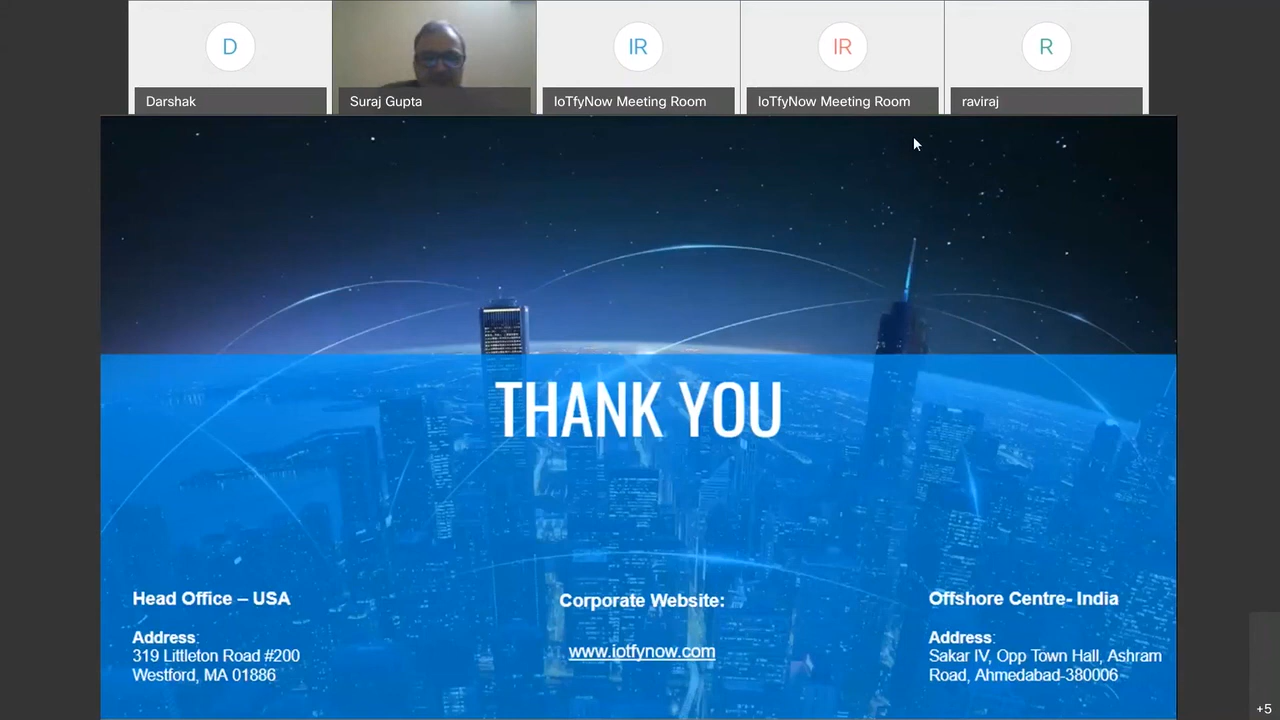 D
IR
IR
R
Darshak
Suraj Gupta
IoTfyNow Meeting Room
IoTfyNow Meeting Room
raviraj
THANK YOU
Head Office – USA
Address:
319 Littleton Road #200
Westford, MA 01886
Corporate Website:
www.iotfynow.com
Offshore Centre- India
Address:
Sakar IV, Opp Town Hall, Ashram
Road, Ahmedabad-380006
+5